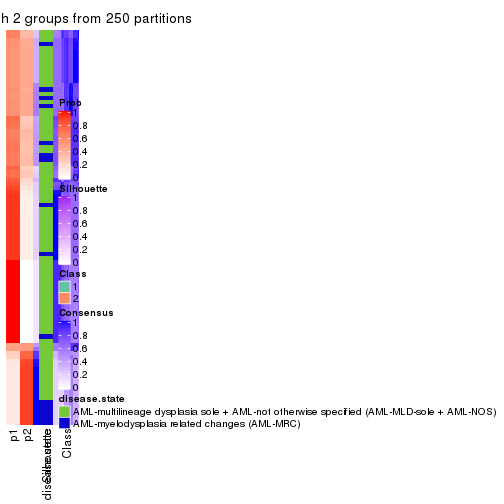 h 2 groups from 250 partitions
Prob
1
0.8
0.6
0.4
0.2
0
Silhouette
1
0.8
0.6
0.4
0.2
0
Class
1
2
Consensus
1
0.8
0.6
0.4
0.2
0
disease.state
AML-multilineage dysplasia sole + AML-not otherwise specified (AML-MLD-sole + AML-NOS)
AML-myelodysplasia related changes (AML-MRC)
p1
p2
Silhouette
disease.state
Class